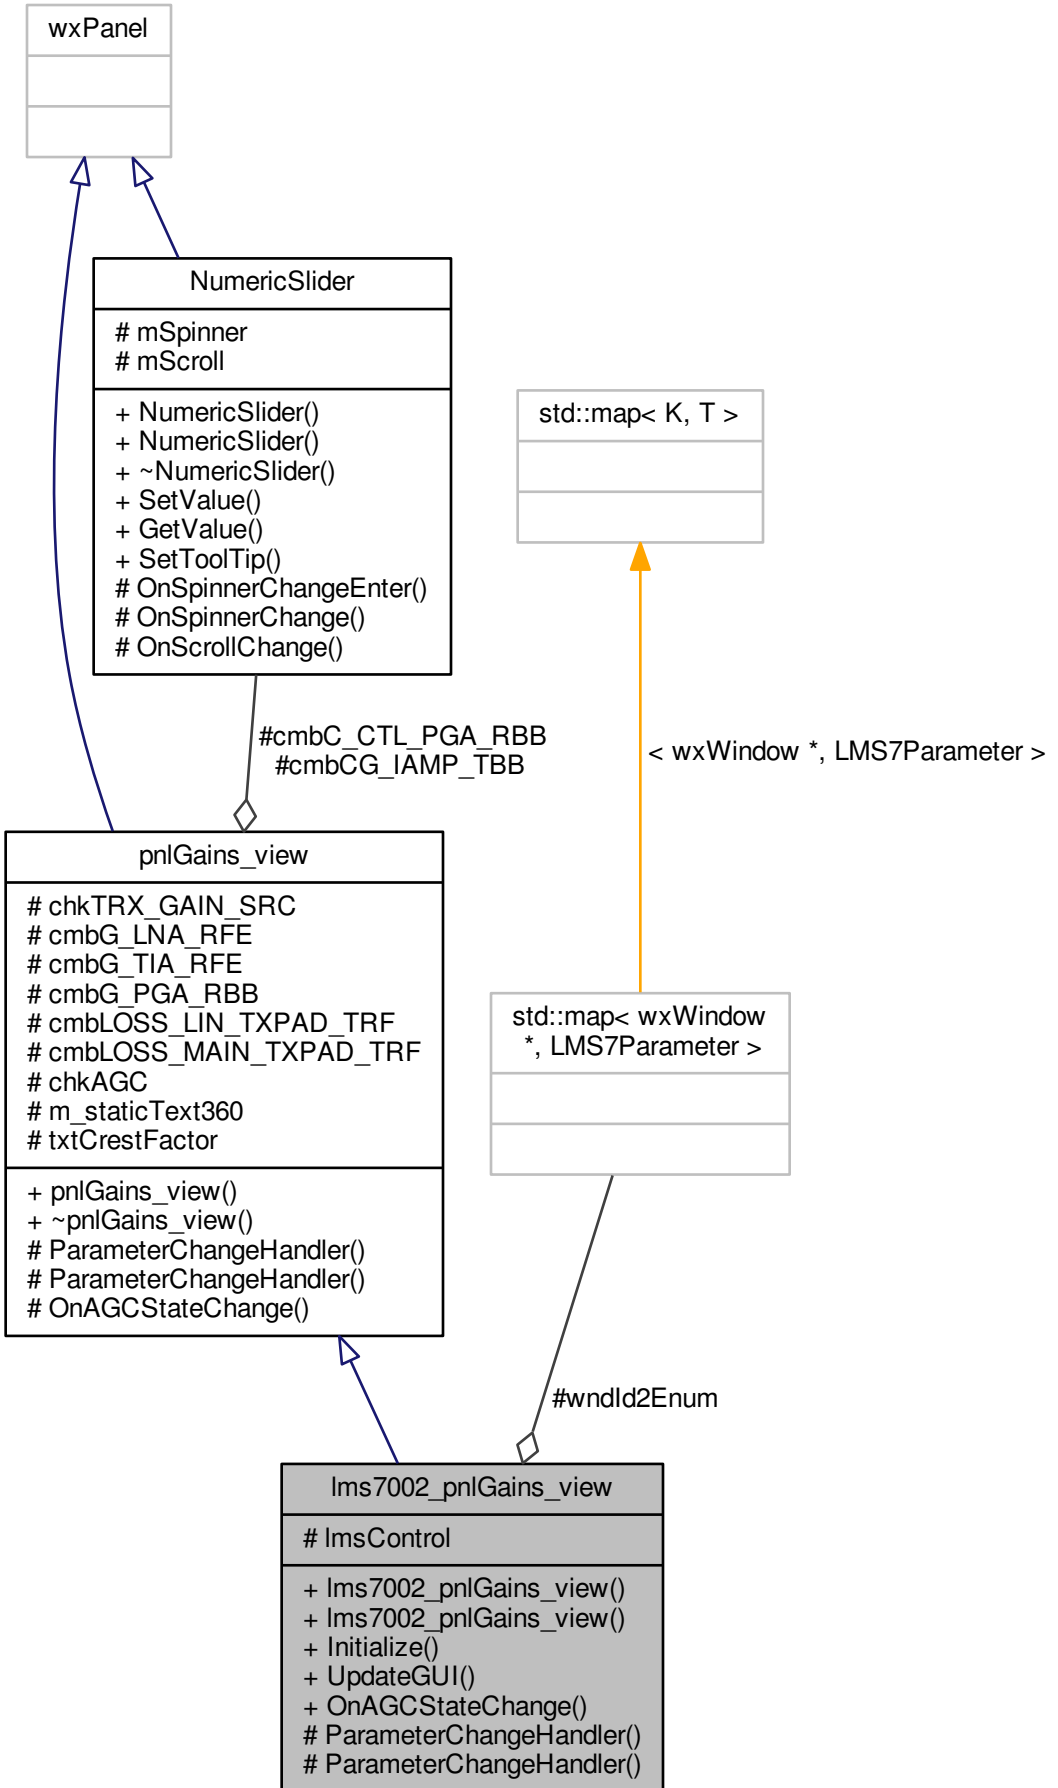 wxPanel
NumericSlider
# mSpinner
# mScroll
+ NumericSlider()
+ NumericSlider()
+ ~NumericSlider()
+ SetValue()
+ GetValue()
+ SetToolTip()
# OnSpinnerChangeEnter()
# OnSpinnerChange()
# OnScrollChange()
std::map< K, T >
#cmbC_CTL_PGA_RBB
#cmbCG_IAMP_TBB
< wxWindow *, LMS7Parameter >
pnlGains_view
# chkTRX_GAIN_SRC
# cmbG_LNA_RFE
# cmbG_TIA_RFE
# cmbG_PGA_RBB
# cmbLOSS_LIN_TXPAD_TRF
# cmbLOSS_MAIN_TXPAD_TRF
# chkAGC
# m_staticText360
# txtCrestFactor
+ pnlGains_view()
+ ~pnlGains_view()
# ParameterChangeHandler()
# ParameterChangeHandler()
# OnAGCStateChange()
std::map< wxWindow
*, LMS7Parameter >
#wndId2Enum
lms7002_pnlGains_view
# lmsControl
+ lms7002_pnlGains_view()
+ lms7002_pnlGains_view()
+ Initialize()
+ UpdateGUI()
+ OnAGCStateChange()
# ParameterChangeHandler()
# ParameterChangeHandler()